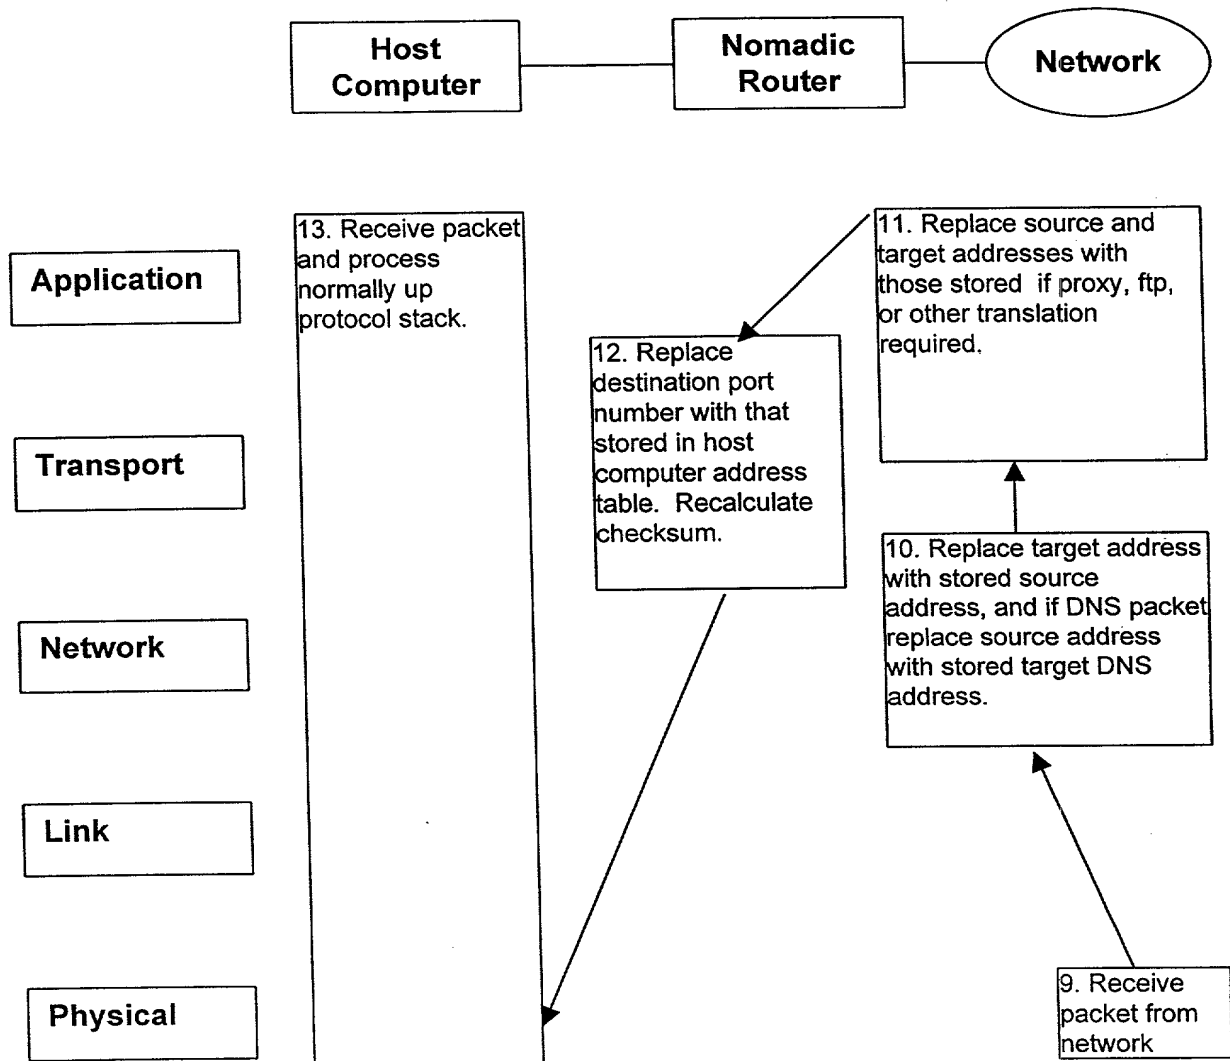 Host
Computer
Nomadic
Router
Network
Application
Transport
Network
Link
Physical
13. Receive packet
and process
normally up
protocol stack.
12. Replace
destination port
number with that
stored in host
computer address
table. Recalculate
checksum.
11. Replace source and
target addresses with
those stored if proxy, ftp,
or other translation
required.
10. Replace target address
with stored source
address, and if DNS packet
replace source address
with stored target DNS
address.
9. Receive
packet from
network